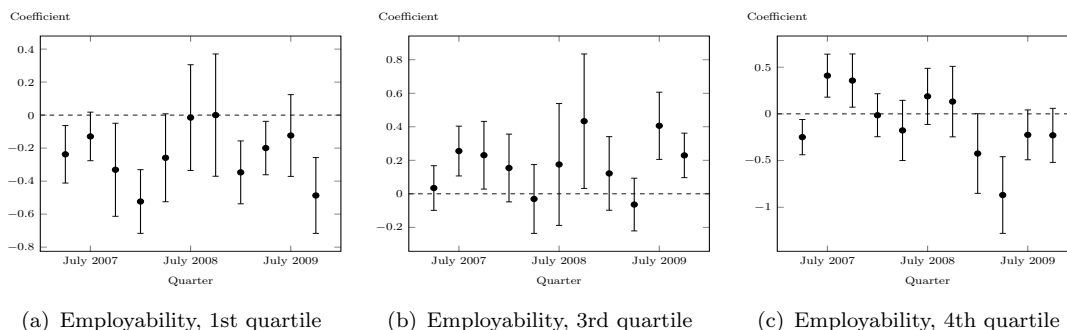 Coefficient
0.4
0.2
0
−0.2
−0.4
−0.6
−0.8
July 2007 July 2008 July 2009
Quarter
(a) Employability, 1st quartile
Coefficient
0.8
0.6
0.4
0.2
0
−0.2
July 2007 July 2008 July 2009
Quarter
(b) Employability, 3rd quartile
Coefficient
0.5
0
−0.5
−1
July 2007 July 2008 July 2009
Quarter
(c) Employability, 4th quartile